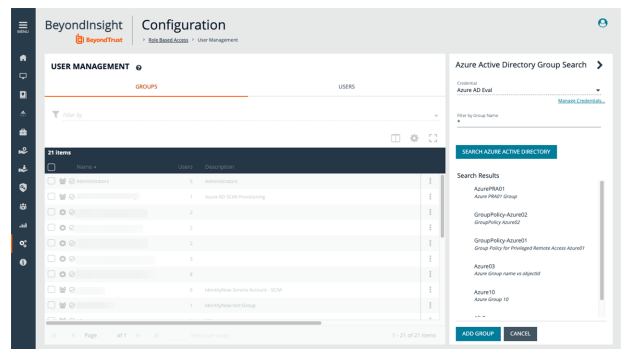 MENU
BeyondInsight
BeyondTrust
Configuration
> Role Based Access > User Management
USER MANAGEMENT
GROUPS
USERS
Filter by
21 items
Name
Users
Description
Administrators
5
Administrators
1
Azure AD SCIM Provisioning
2
2
2
3
4
0
IdentityNow Service Account - SCIM
1
IdentityNow test Group
Page
of 1
1 - 21 of 21 items
Azure Active Directory Group Search
Credential
Azure AD Eval
Manage Credentials...
Filter by Group Name
*
SEARCH AZURE ACTIVE DIRECTORY
Search Results
AzurePRA01
Azure PRA01 Group
GroupPolicy-Azure02
GroupPolicy Azure02
GroupPolicy-Azure01
Group Policy for Privileged Remote Access Azure01
Azure03
Azure Group name vs objectid
Azure10
Azure Group 10
ADD GROUP
CANCEL